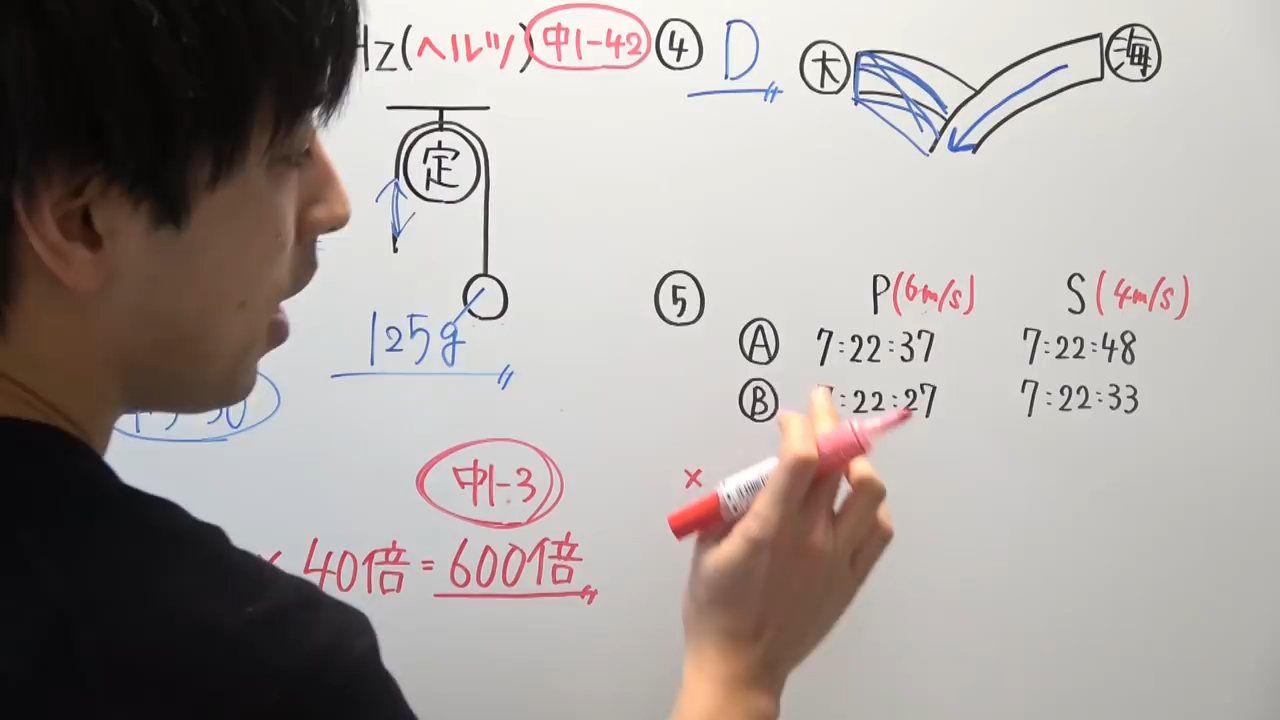 Hz(ヘルツ) 中1-42
定
125g
中1-3
× 40倍 = 600倍
④ D
大 海
⑤
P(6m/s) S(4m/s)
Ⓐ 7:22:37 7:22:48
Ⓑ :22:27 7:22:33
×